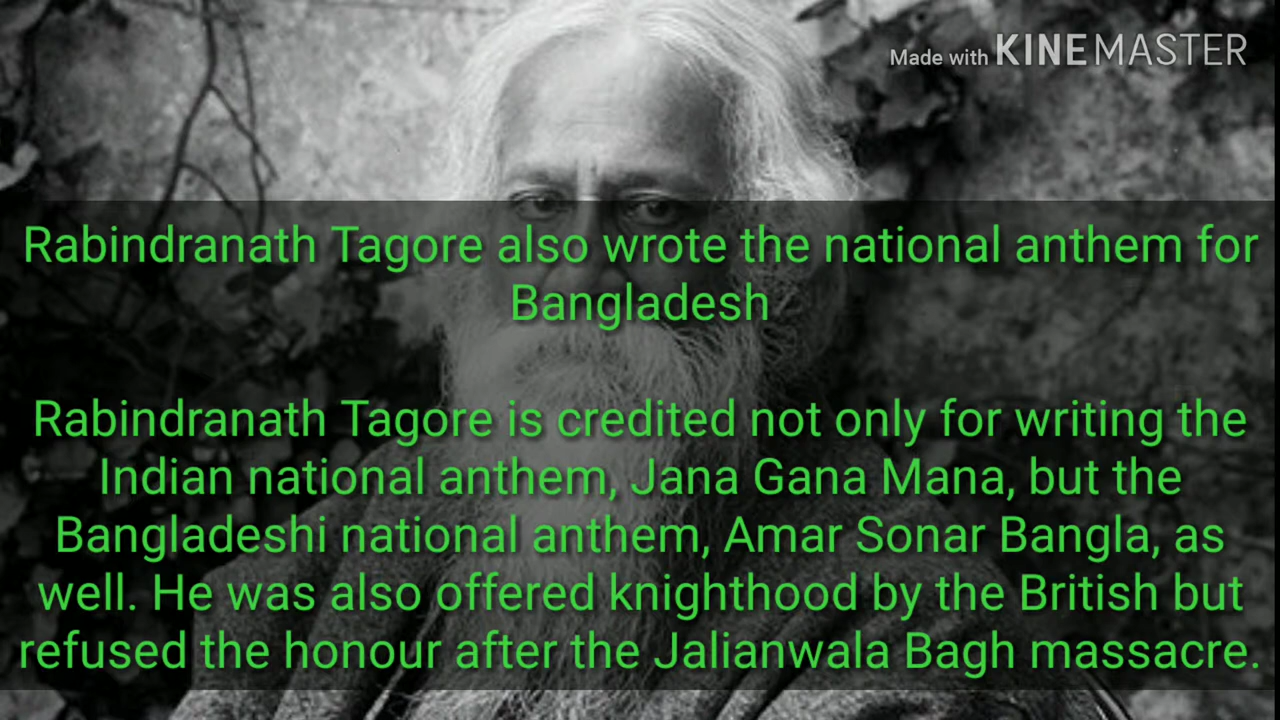 Made with KINEMASTER
Rabindranath Tagore also wrote the national anthem for
Bangladesh
Rabindranath Tagore is credited not only for writing the
Indian national anthem, Jana Gana Mana, but the
Bangladeshi national anthem, Amar Sonar Bangla, as
well. He was also offered knighthood by the British but
refused the honour after the Jalianwala Bagh massacre.